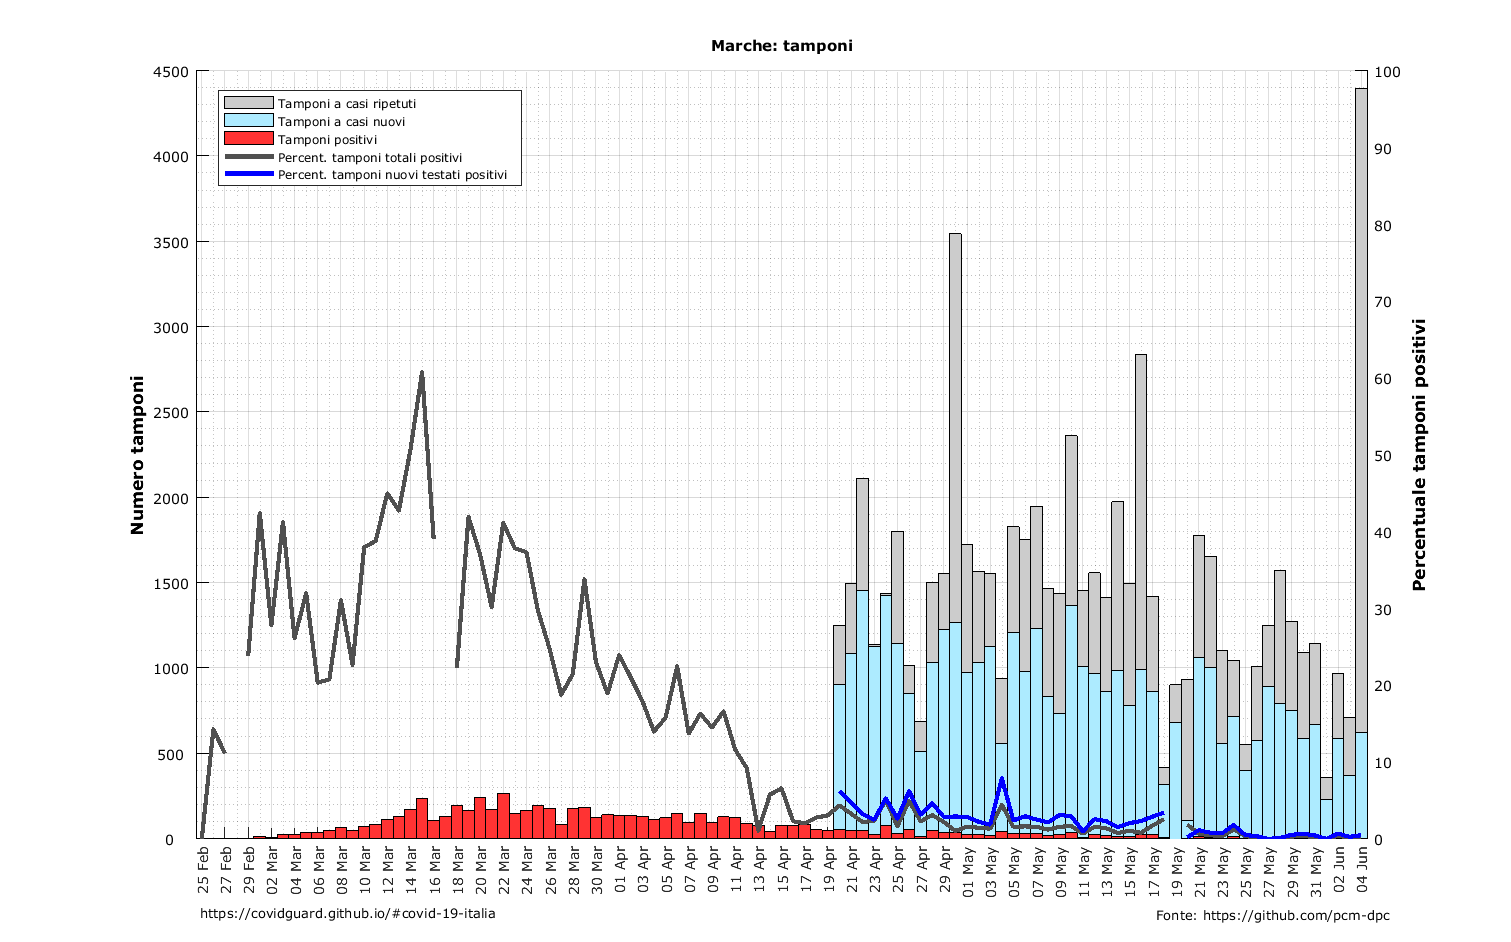 Marche: tamponi
4500
4000
3500
3000
2500
2000
1500
1000
500
0
Numero tamponi
Tamponi a casi ripetuti
Tamponi a casi nuovi
Tamponi positivi
Percent. tamponi totali positivi
Percent. tamponi nuovi testati positivi
100
90
80
70
60
50
40
30
20
10
0
Percentuale tamponi positivi
25 Feb
27 Feb
29 Feb
02 Mar
04 Mar
06 Mar
08 Mar
10 Mar
12 Mar
14 Mar
16 Mar
18 Mar
20 Mar
22 Mar
24 Mar
26 Mar
28 Mar
30 Mar
01 Apr
03 Apr
05 Apr
07 Apr
09 Apr
11 Apr
13 Apr
15 Apr
17 Apr
19 Apr
21 Apr
23 Apr
25 Apr
27 Apr
29 Apr
01 May
03 May
05 May
07 May
09 May
11 May
13 May
15 May
17 May
19 May
21 May
23 May
25 May
27 May
29 May
31 May
02 Jun
04 Jun
https://covidguard.github.io/#covid-19-italia
Fonte: https://github.com/pcm-dpc